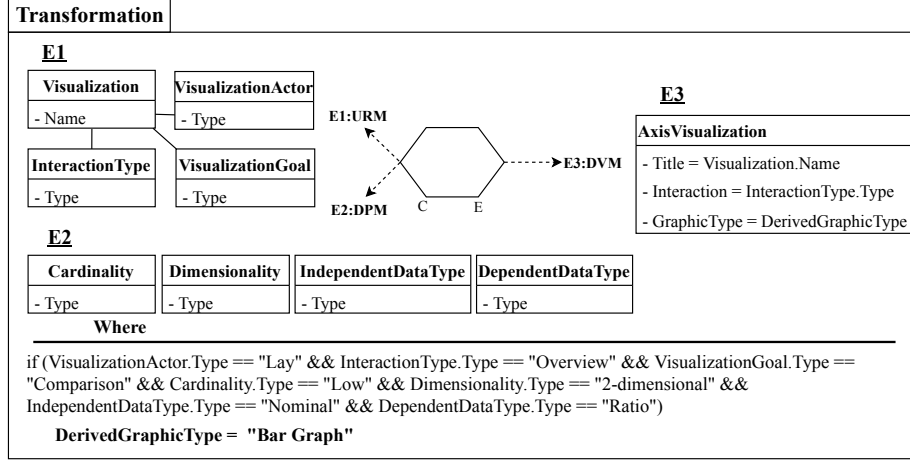 Transformation
E1
Visualization
- Name
VisualizationActor
- Type
InteractionType
- Type
VisualizationGoal
- Type
E1:URM
E2:DPM
C
E
E3:DVM
E3
AxisVisualization
- Title = Visualization.Name
- Interaction = InteractionType.Type
- GraphicType = DerivedGraphicType
E2
Cardinality
- Type
Dimensionality
- Type
IndependentDataType
- Type
DependentDataType
- Type
Where
if (VisualizationActor.Type == "Lay" && InteractionType.Type == "Overview" && VisualizationGoal.Type ==
"Comparison" && Cardinality.Type == "Low" && Dimensionality.Type == "2-dimensional" &&
IndependentDataType.Type == "Nominal" && DependentDataType.Type == "Ratio")
DerivedGraphicType = "Bar Graph"